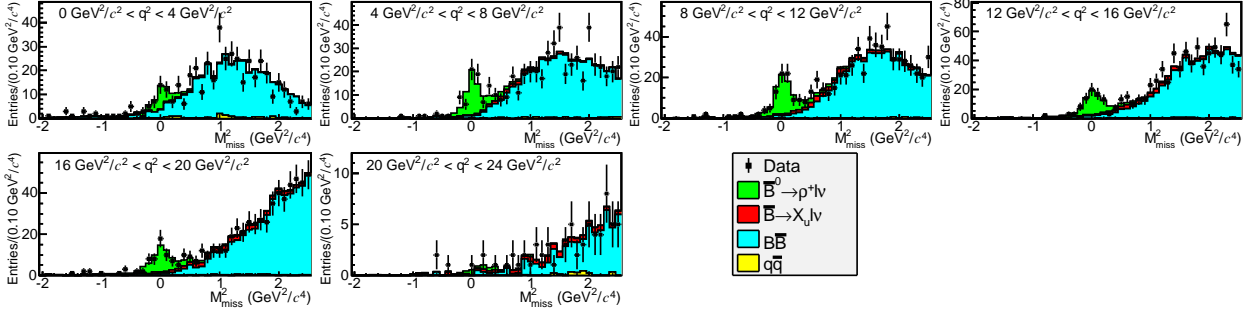 0 GeV²/c² < q² < 4 GeV²/c²
Entries/(0.10 GeV²/c⁴)
40
30
20
10
0
-2 -1 0 1 2
M²miss (GeV²/c⁴)
4 GeV²/c² < q² < 8 GeV²/c²
Entries/(0.10 GeV²/c⁴)
40
20
0
-2 -1 0 1 2
M²miss (GeV²/c⁴)
8 GeV²/c² < q² < 12 GeV²/c²
Entries/(0.10 GeV²/c⁴)
40
20
0
-2 -1 0 1 2
M²miss (GeV²/c⁴)
12 GeV²/c² < q² < 16 GeV²/c²
Entries/(0.10 GeV²/c⁴)
80
60
40
20
0
-2 -1 0 1 2
M²miss (GeV²/c⁴)
16 GeV²/c² < q² < 20 GeV²/c²
Entries/(0.10 GeV²/c⁴)
40
20
0
-2 -1 0 1 2
M²miss (GeV²/c⁴)
20 GeV²/c² < q² < 24 GeV²/c²
Entries/(0.10 GeV²/c⁴)
10
5
0
-2 -1 0 1 2
M²miss (GeV²/c⁴)
Data
B̅⁰→ρ⁺lν
B̅→Xᵤlν
BB̅
qq̅